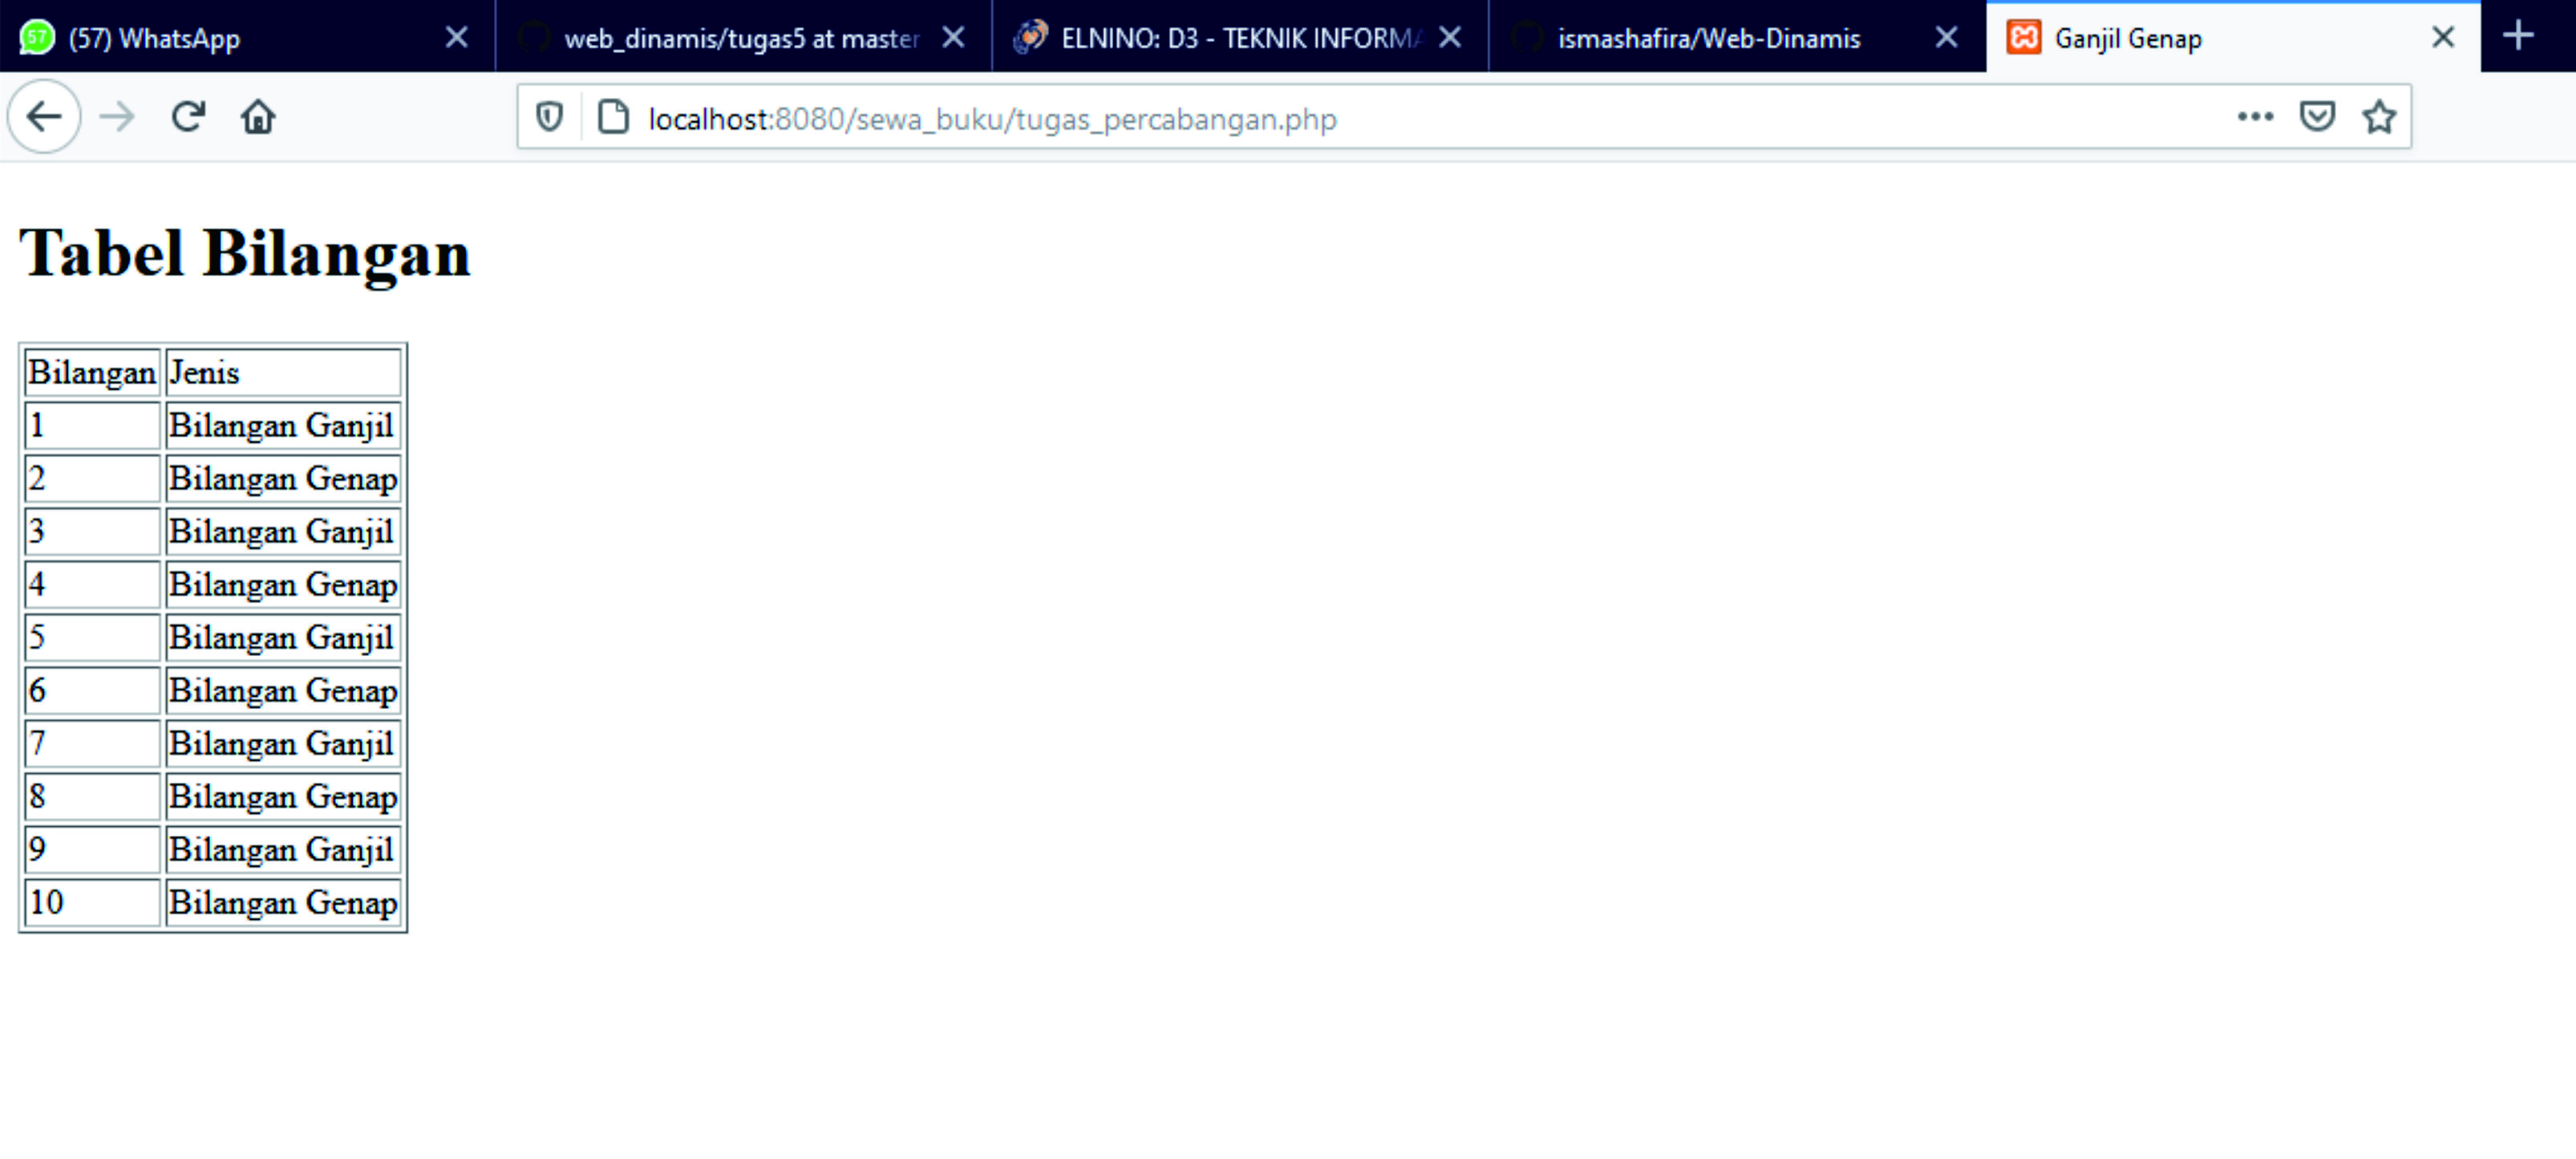 57 (57) WhatsApp web_dinamis/tugas5 at master ELNINO: D3 - TEKNIK INFORMA ismashafira/Web-Dinamis Ganjil Genap
localhost:8080/sewa_buku/tugas_percabangan.php
Tabel Bilangan
Bilangan Jenis
1 Bilangan Ganjil
2 Bilangan Genap
3 Bilangan Ganjil
4 Bilangan Genap
5 Bilangan Ganjil
6 Bilangan Genap
7 Bilangan Ganjil
8 Bilangan Genap
9 Bilangan Ganjil
10 Bilangan Genap